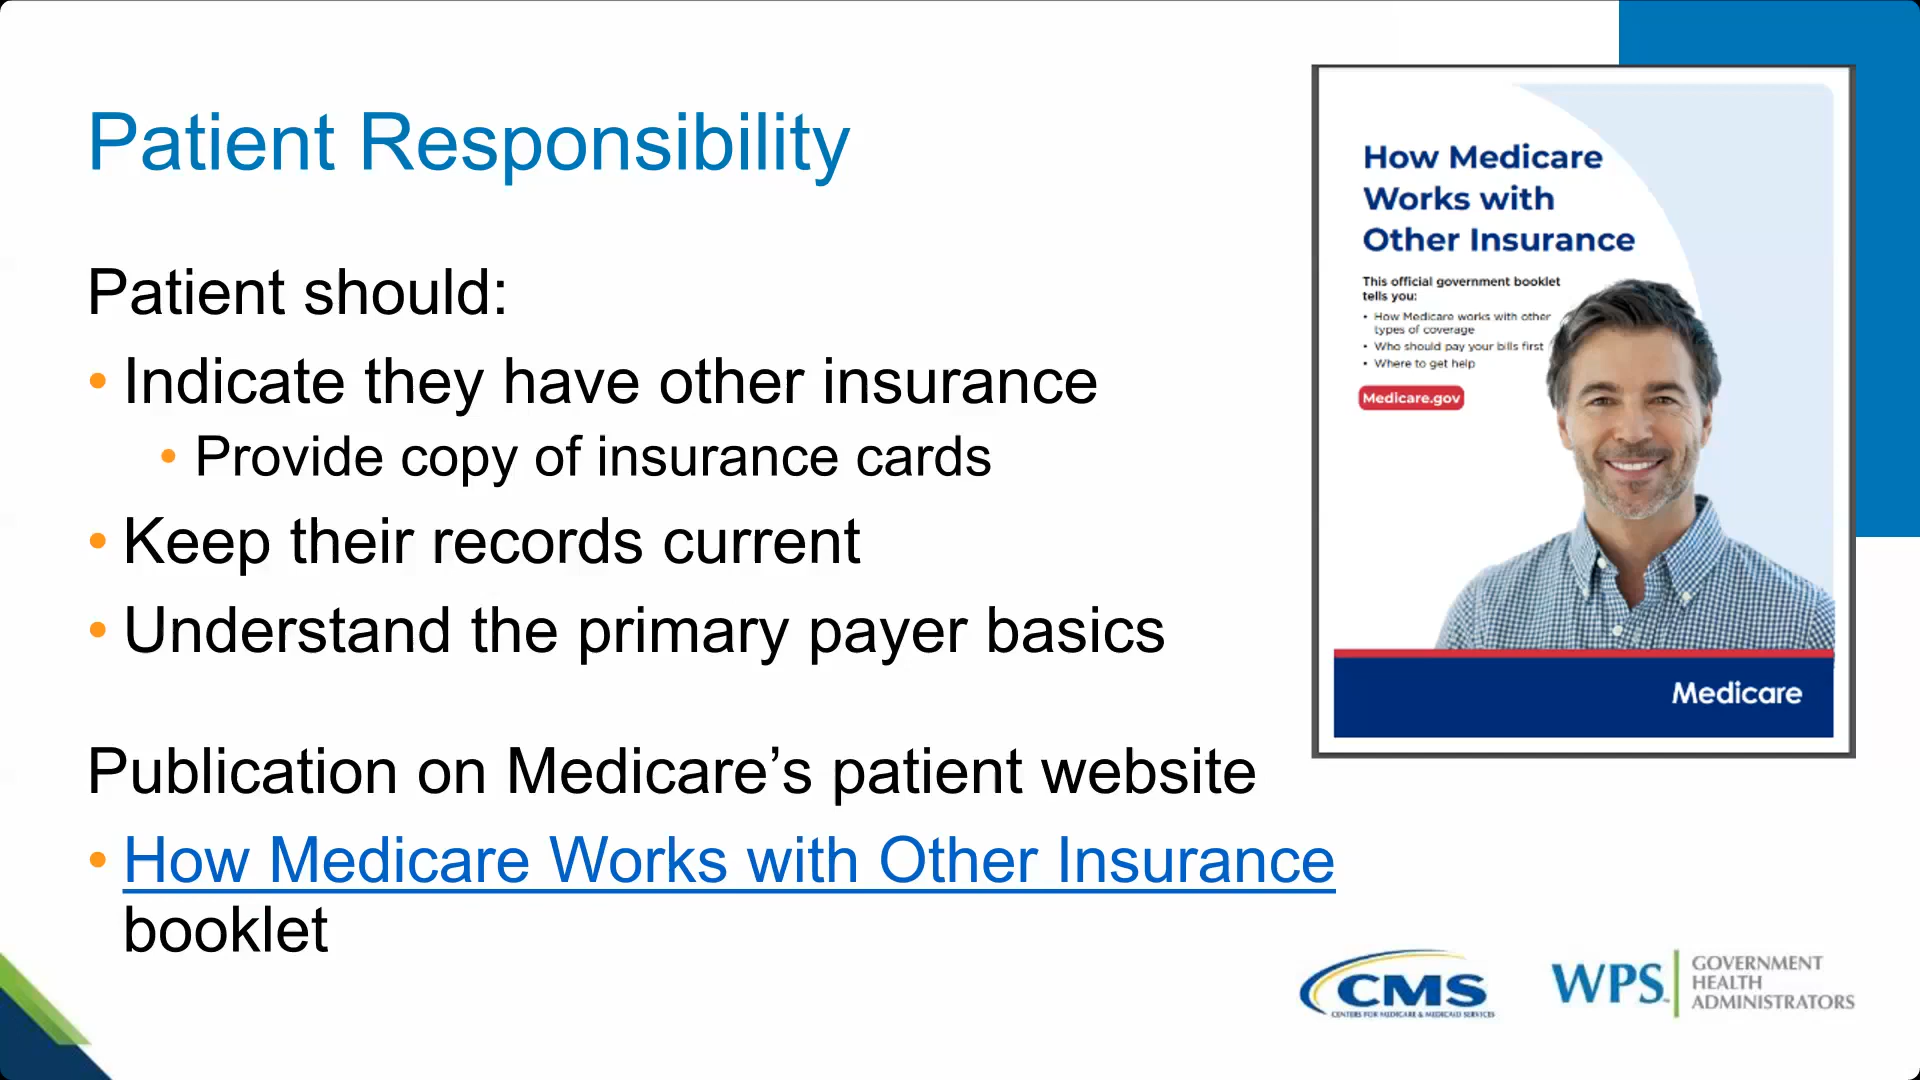 Patient Responsibility
Patient should:
• Indicate they have other insurance
• Provide copy of insurance cards
• Keep their records current
• Understand the primary payer basics
Publication on Medicare’s patient website
• How Medicare Works with Other Insurance
booklet
How Medicare
Works with
Other Insurance
This official government booklet
tells you:
• How Medicare works with other
types of coverage
• Who should pay your bills first
• Where to get help
Medicare.gov
Medicare
CMS
CENTERS FOR MEDICARE & MEDICAID SERVICES
WPS™
GOVERNMENT
HEALTH
ADMINISTRATORS